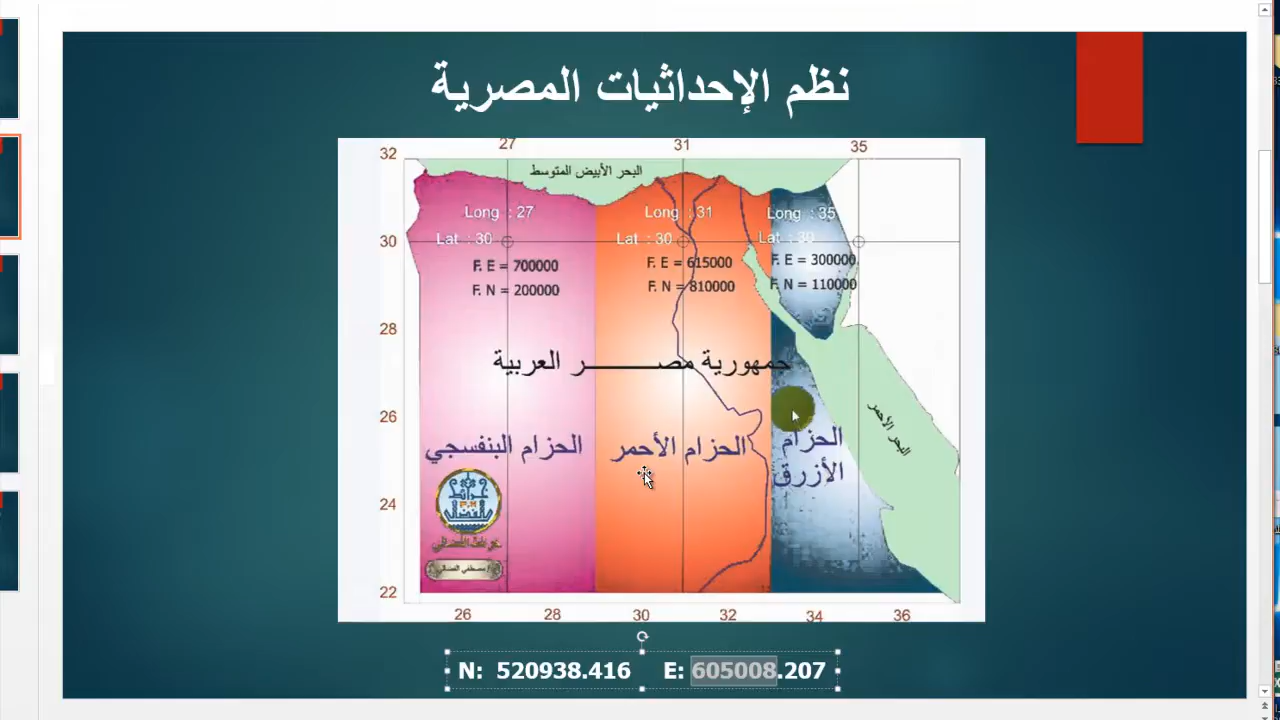 نظم الإحداثيات المصرية
27 31 35
32
البحر الأبيض المتوسط
Long : 27 Long : 31 Long : 35
Lat : 30 Lat : 30 Lat : 30
30
F. E = 700000 F. E = 615000 F. E = 300000
F. N = 200000 F. N = 810000 F. N = 110000
28
جمهورية مصـــــــــر العربية
26
البحر الأحمر
الحزام البنفسجي الحزام الأحمر الحزام الأزرق
24
22
26 28 30 32 34 36
N: 520938.416 E: 605008.207